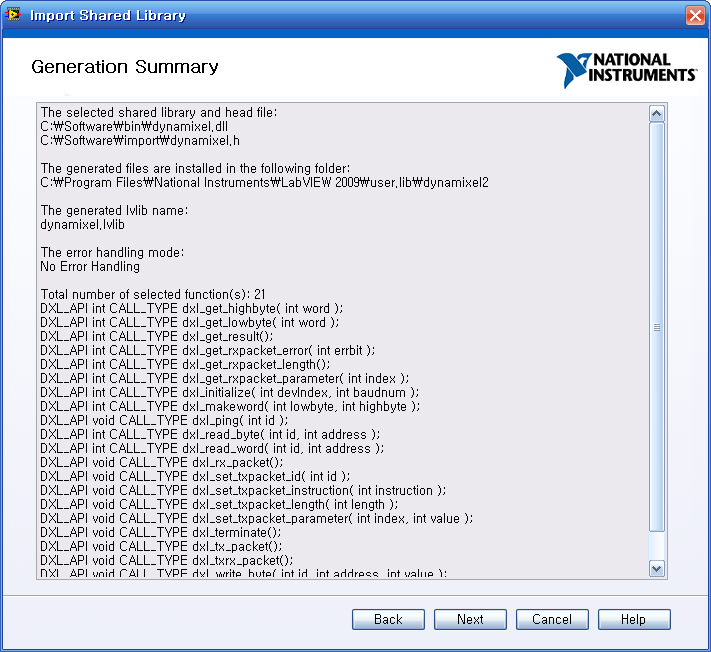 Import Shared Library
Generation Summary
NATIONAL
INSTRUMENTS
The selected shared library and head file:
C:₩Software₩bin₩dynamixel.dll
C:₩Software₩import₩dynamixel.h
The generated files are installed in the following folder:
C:₩Program Files₩National Instruments₩LabVIEW 2009₩user.lib₩dynamixel2
The generated lvlib name:
dynamixel.lvlib
The error handling mode:
No Error Handling
Total number of selected function(s): 21
DXL_API int CALL_TYPE dxl_get_highbyte( int word );
DXL_API int CALL_TYPE dxl_get_lowbyte( int word );
DXL_API int CALL_TYPE dxl_get_result();
DXL_API int CALL_TYPE dxl_get_rxpacket_error( int errbit );
DXL_API int CALL_TYPE dxl_get_rxpacket_length();
DXL_API int CALL_TYPE dxl_get_rxpacket_parameter( int index );
DXL_API int CALL_TYPE dxl_initialize( int devIndex, int baudnum );
DXL_API int CALL_TYPE dxl_makeword( int lowbyte, int highbyte );
DXL_API void CALL_TYPE dxl_ping( int id );
DXL_API int CALL_TYPE dxl_read_byte( int id, int address );
DXL_API int CALL_TYPE dxl_read_word( int id, int address );
DXL_API void CALL_TYPE dxl_rx_packet();
DXL_API void CALL_TYPE dxl_set_txpacket_id( int id );
DXL_API void CALL_TYPE dxl_set_txpacket_instruction( int instruction );
DXL_API void CALL_TYPE dxl_set_txpacket_length( int length );
DXL_API void CALL_TYPE dxl_set_txpacket_parameter( int index, int value );
DXL_API void CALL_TYPE dxl_terminate();
DXL_API void CALL_TYPE dxl_tx_packet();
DXL_API void CALL_TYPE dxl_txrx_packet();
DXL_API void CALL_TYPE dxl_write_byte( int id, int address, int value );
Back
Next
Cancel
Help